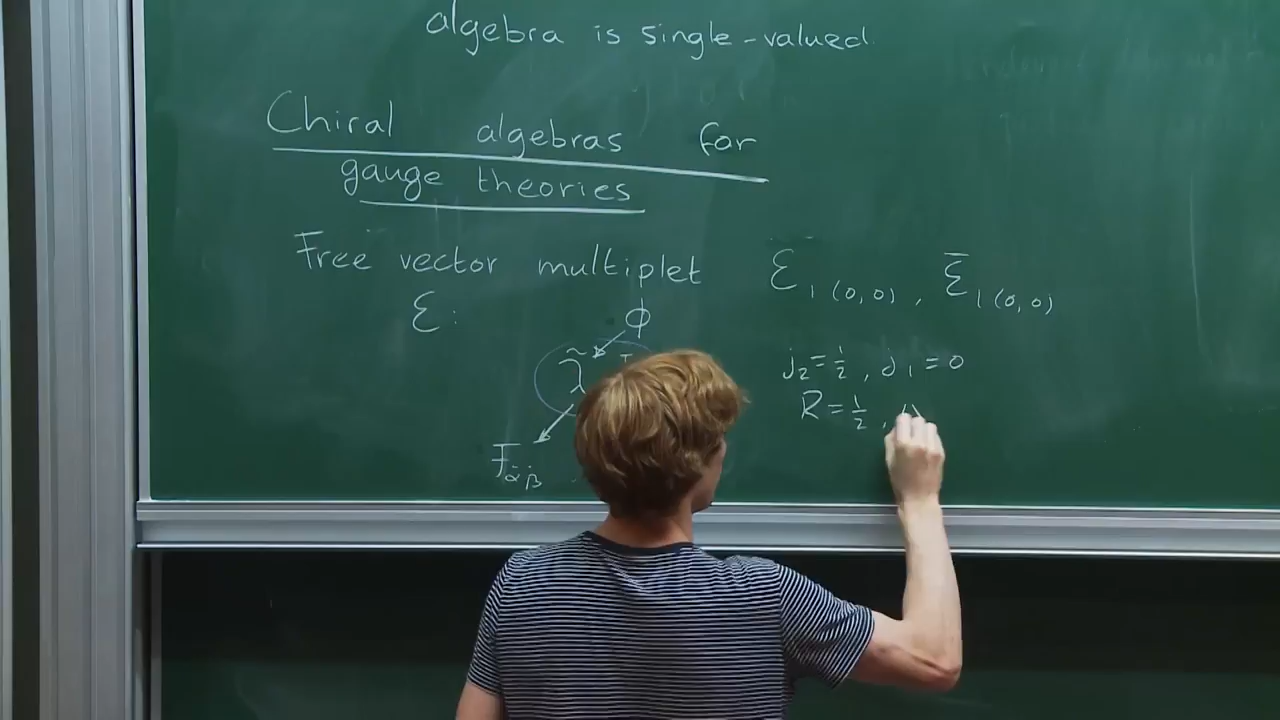 algebra is single-valued
Chiral algebras for
gauge theories
Free vector multiplet ℰ₁₍₀,₀₎ , ℰ̄₁₍₀,₀₎
ℰ: ϕ
λ̃ j₂=½, j₁=0
R=½,
F̃_α̇β̇